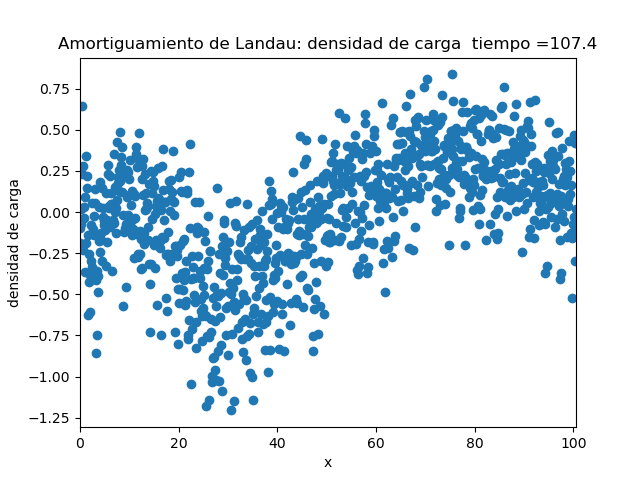 Amortiguamiento de Landau: densidad de carga  tiempo =107.4
0.75
0.50
0.25
0.00
−0.25
−0.50
−0.75
−1.00
−1.25
densidad de carga
0 20 40 60 80 100
x